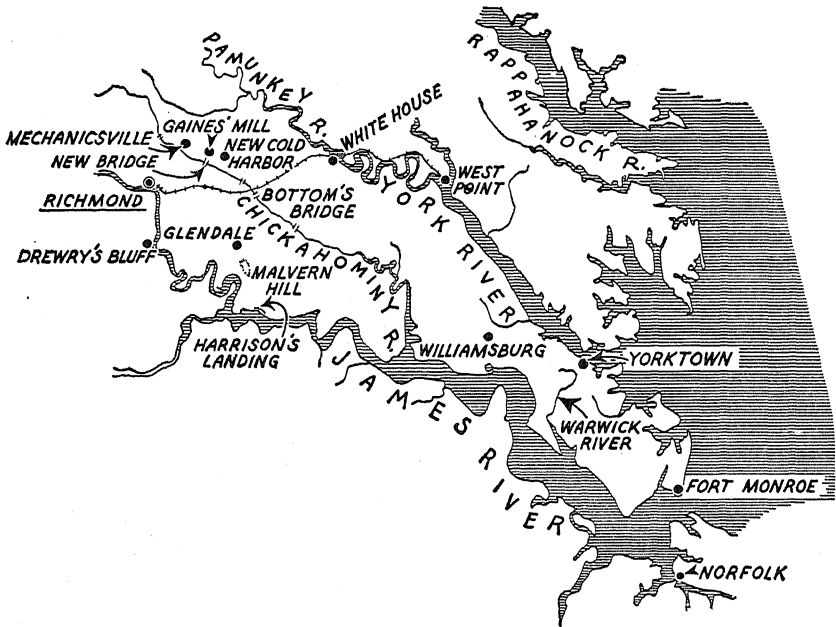 PAMUNKEY R.
RAPPAHANOCK R.
GAINES' MILL
MECHANICSVILLE
NEW COLD
HARBOR
NEW BRIDGE
WHITE HOUSE
WEST
POINT
RICHMOND
BOTTOM'S
BRIDGE
YORK RIVER
CHICKAHOMINY R.
GLENDALE
DREWRY'S BLUFF
MALVERN
HILL
HARRISON'S
LANDING
WILLIAMSBURG
YORKTOWN
JAMES RIVER
WARWICK
RIVER
FORT MONROE
NORFOLK